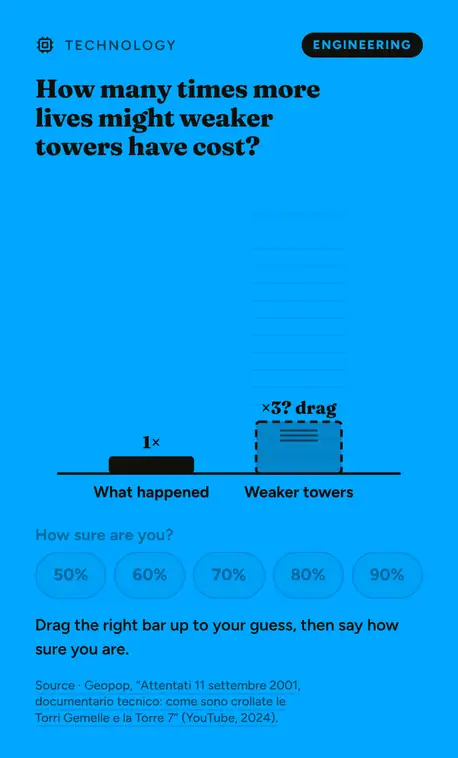 TECHNOLOGY
ENGINEERING
How many times more
lives might weaker
towers have cost?
×3? drag
1×
What happened
Weaker towers
How sure are you?
50%
60%
70%
80%
90%
Drag the right bar up to your guess, then say how
sure you are.
Source · Geopop, "Attentati 11 settembre 2001,
documentario tecnico: come sono crollate le
Torri Gemelle e la Torre 7" (YouTube, 2024).